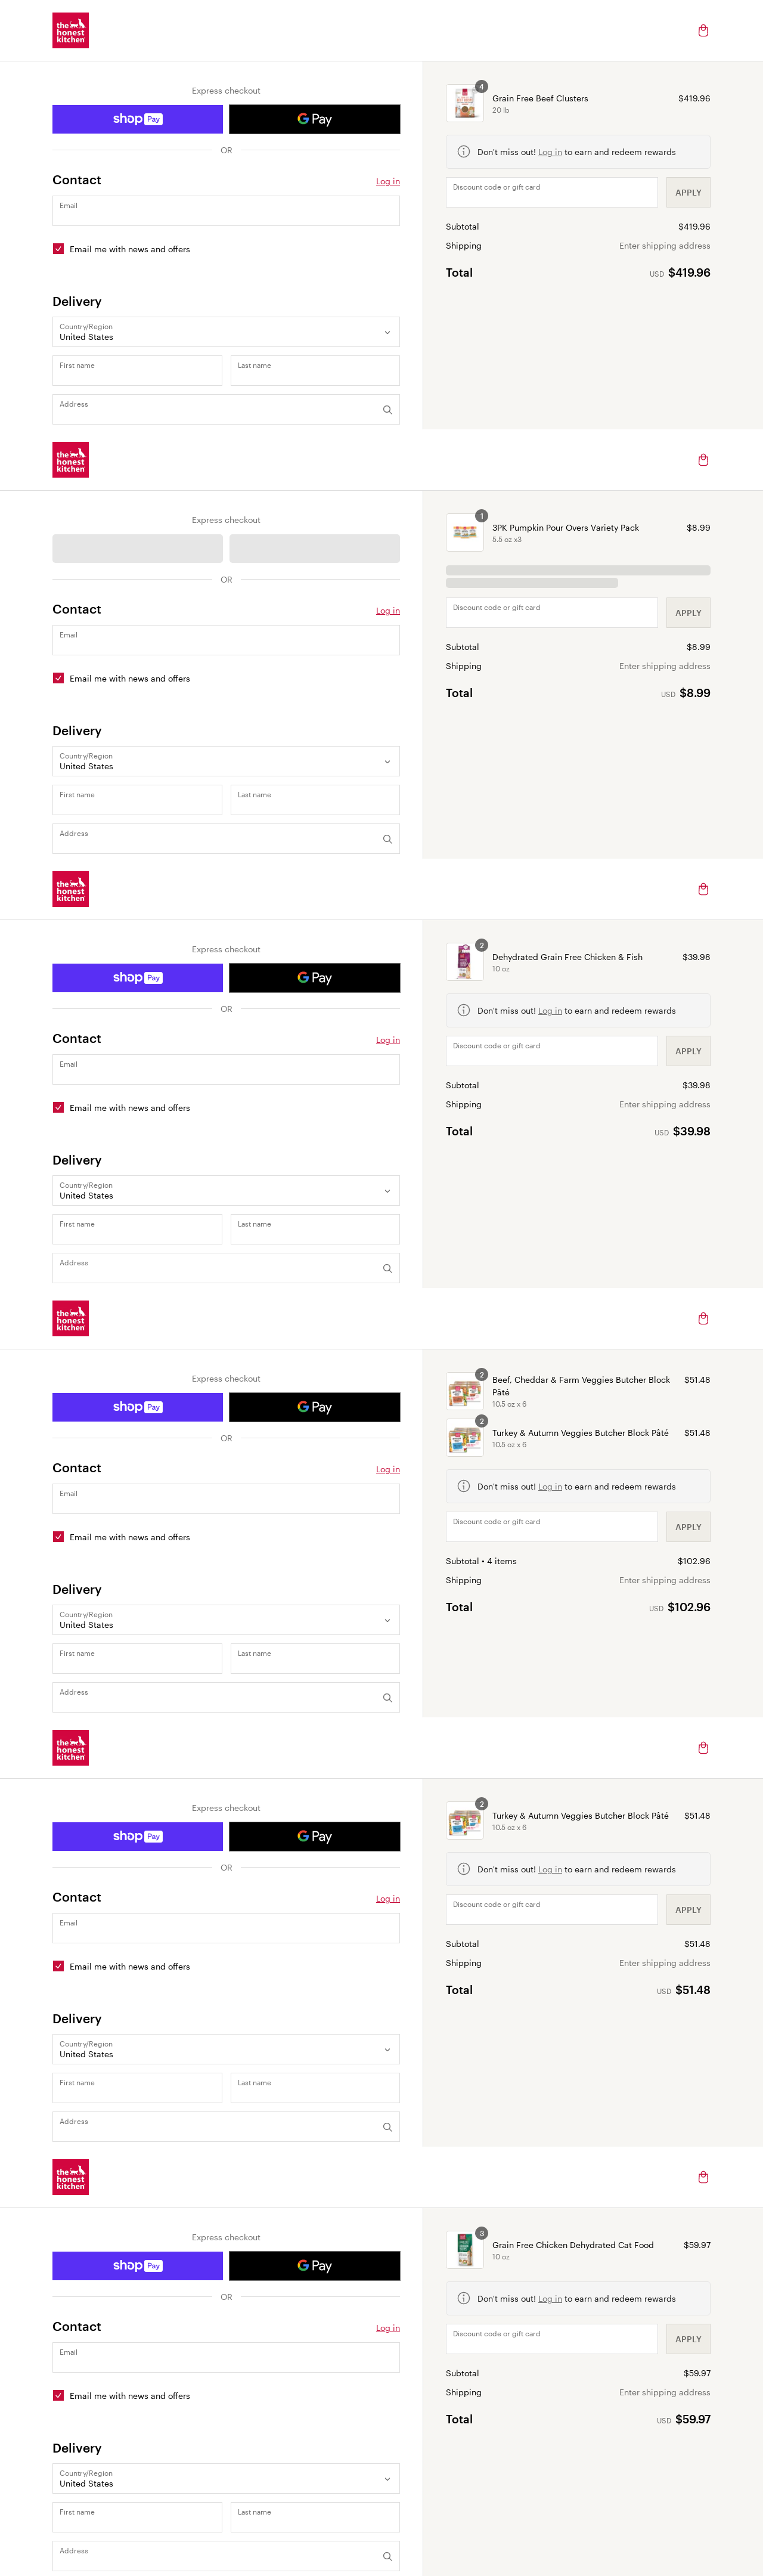 the
honest
kitchen
Express checkout
shop Pay
G Pay
OR
Contact
Log in
Email
Email me with news and offers
Delivery
Country/Region
United States
First name
Last name
Address
4
Grain Free Beef Clusters
$419.96
20 lb
Don't miss out! Log in to earn and redeem rewards
Discount code or gift card
APPLY
Subtotal
$419.96
Shipping
Enter shipping address
Total
USD $419.96
the
honest
kitchen
Express checkout
OR
Contact
Log in
Email
Email me with news and offers
Delivery
Country/Region
United States
First name
Last name
Address
1
3PK Pumpkin Pour Overs Variety Pack
$8.99
5.5 oz x3
Discount code or gift card
APPLY
Subtotal
$8.99
Shipping
Enter shipping address
Total
USD $8.99
the
honest
kitchen
Express checkout
shop Pay
G Pay
OR
Contact
Log in
Email
Email me with news and offers
Delivery
Country/Region
United States
First name
Last name
Address
2
Dehydrated Grain Free Chicken & Fish
$39.98
10 oz
Don't miss out! Log in to earn and redeem rewards
Discount code or gift card
APPLY
Subtotal
$39.98
Shipping
Enter shipping address
Total
USD $39.98
the
honest
kitchen
Express checkout
shop Pay
G Pay
OR
Contact
Log in
Email
Email me with news and offers
Delivery
Country/Region
United States
First name
Last name
Address
2
Beef, Cheddar & Farm Veggies Butcher Block
Pâté
$51.48
10.5 oz x 6
2
Turkey & Autumn Veggies Butcher Block Pâté
$51.48
10.5 oz x 6
Don't miss out! Log in to earn and redeem rewards
Discount code or gift card
APPLY
Subtotal • 4 items
$102.96
Shipping
Enter shipping address
Total
USD $102.96
the
honest
kitchen
Express checkout
shop Pay
G Pay
OR
Contact
Log in
Email
Email me with news and offers
Delivery
Country/Region
United States
First name
Last name
Address
2
Turkey & Autumn Veggies Butcher Block Pâté
$51.48
10.5 oz x 6
Don't miss out! Log in to earn and redeem rewards
Discount code or gift card
APPLY
Subtotal
$51.48
Shipping
Enter shipping address
Total
USD $51.48
the
honest
kitchen
Express checkout
shop Pay
G Pay
OR
Contact
Log in
Email
Email me with news and offers
Delivery
Country/Region
United States
First name
Last name
Address
3
Grain Free Chicken Dehydrated Cat Food
$59.97
10 oz
Don't miss out! Log in to earn and redeem rewards
Discount code or gift card
APPLY
Subtotal
$59.97
Shipping
Enter shipping address
Total
USD $59.97